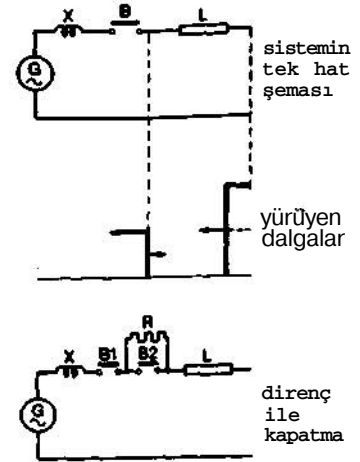 X B L
G
sistemin
tek hat
şeması
yürüyen
dalgalar
R
X B1 B2 L
G
direnç
ile
kapatma